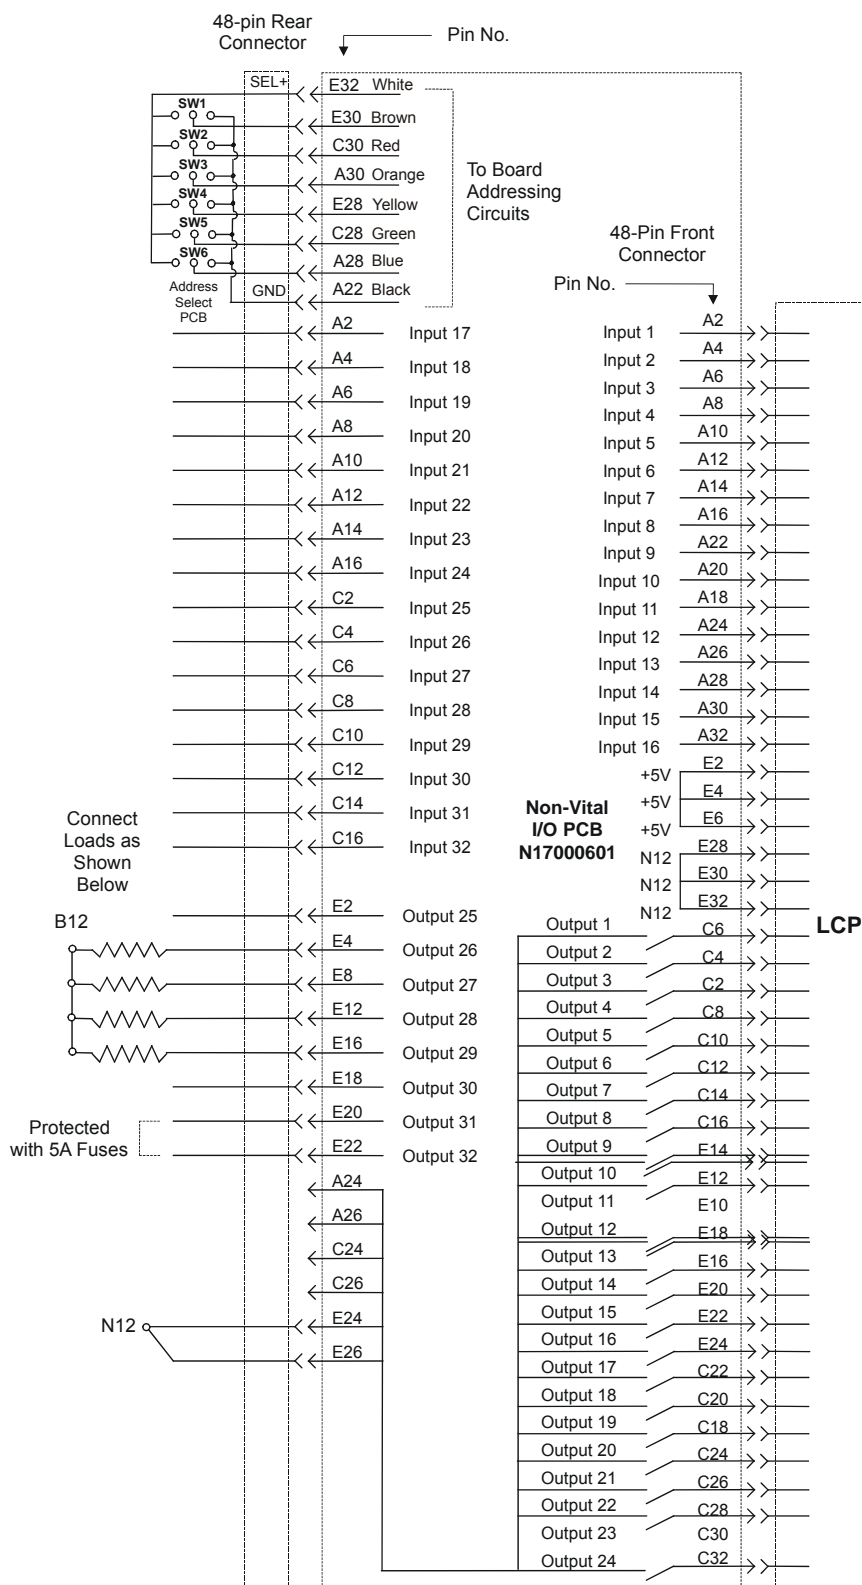 48-pin Rear
Connector
Pin No.
SEL+
E32 White
SW1
E30 Brown
SW2
C30 Red
SW3
A30 Orange
SW4
E28 Yellow
SW5
C28 Green
SW6
A28 Blue
Address
Select
PCB
GND
A22 Black
To Board
Addressing
Circuits
48-Pin Front
Connector
Pin No.
A2 Input 17
A4 Input 18
A6 Input 19
A8 Input 20
A10 Input 21
A12 Input 22
A14 Input 23
A16 Input 24
C2 Input 25
C4 Input 26
C6 Input 27
C8 Input 28
C10 Input 29
C12 Input 30
C14 Input 31
C16 Input 32
Connect
Loads as
Shown
Below
B12
E2 Output 25
E4 Output 26
E8 Output 27
E12 Output 28
E16 Output 29
E18 Output 30
E20 Output 31
E22 Output 32
Protected
with 5A Fuses
A24
A26
C24
C26
E24
E26
N12
Input 1 A2
Input 2 A4
Input 3 A6
Input 4 A8
Input 5 A10
Input 6 A12
Input 7 A14
Input 8 A16
Input 9 A22
Input 10 A20
Input 11 A18
Input 12 A24
Input 13 A26
Input 14 A28
Input 15 A30
Input 16 A32
+5V E2
+5V E4
+5V E6
N12 E28
N12 E30
N12 E32
Non-Vital
I/O PCB
N17000601
LCP
Output 1 C6
Output 2 C4
Output 3 C2
Output 4 C8
Output 5 C10
Output 6 C12
Output 7 C14
Output 8 C16
Output 9 E14
Output 10 E12
Output 11 E10
Output 12 E18
Output 13 E16
Output 14 E20
Output 15 E22
Output 16 E24
Output 17 C22
Output 18 C20
Output 19 C18
Output 20 C24
Output 21 C26
Output 22 C28
Output 23 C30
Output 24 C32